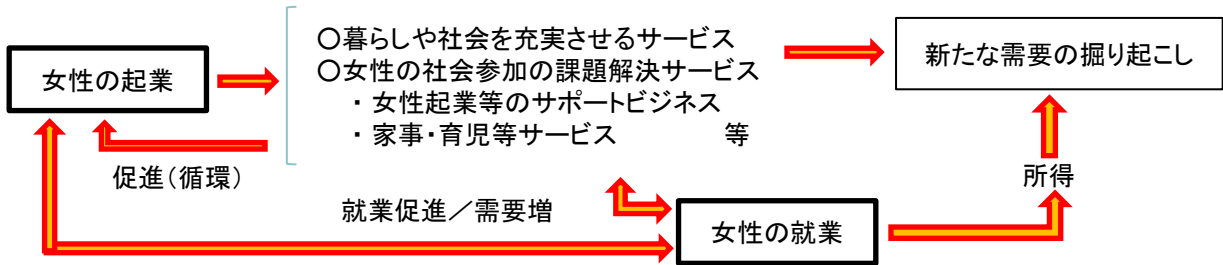 〇暮らしや社会を充実させるサービス
〇女性の社会参加の課題解決サービス
・ 女性起業等のサポートビジネス
・ 家事・育児等サービス 等
女性の起業
新たな需要の掘り起こし
促進(循環)
就業促進／需要増
女性の就業
所得